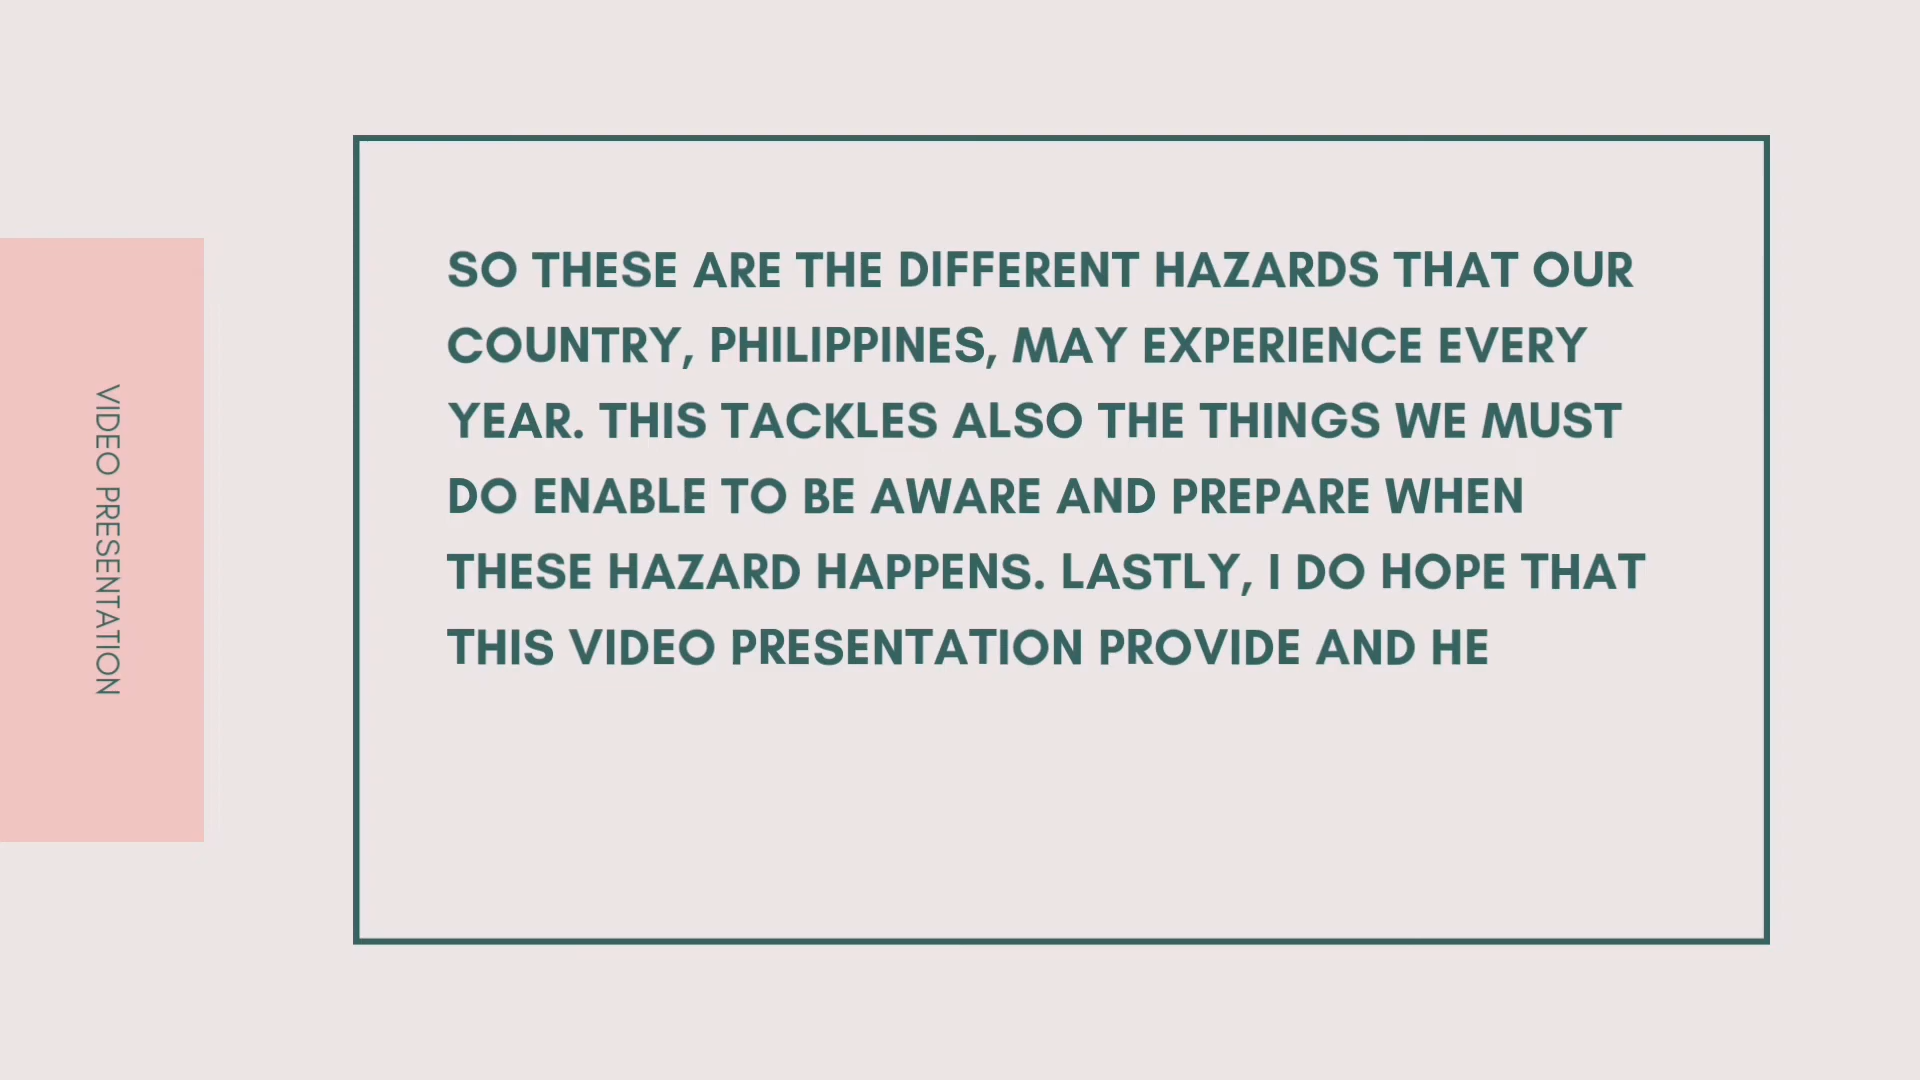 VIDEO PRESENTATION
SO THESE ARE THE DIFFERENT HAZARDS THAT OUR
COUNTRY, PHILIPPINES, MAY EXPERIENCE EVERY
YEAR. THIS TACKLES ALSO THE THINGS WE MUST
DO ENABLE TO BE AWARE AND PREPARE WHEN
THESE HAZARD HAPPENS. LASTLY, I DO HOPE THAT
THIS VIDEO PRESENTATION PROVIDE AND HE